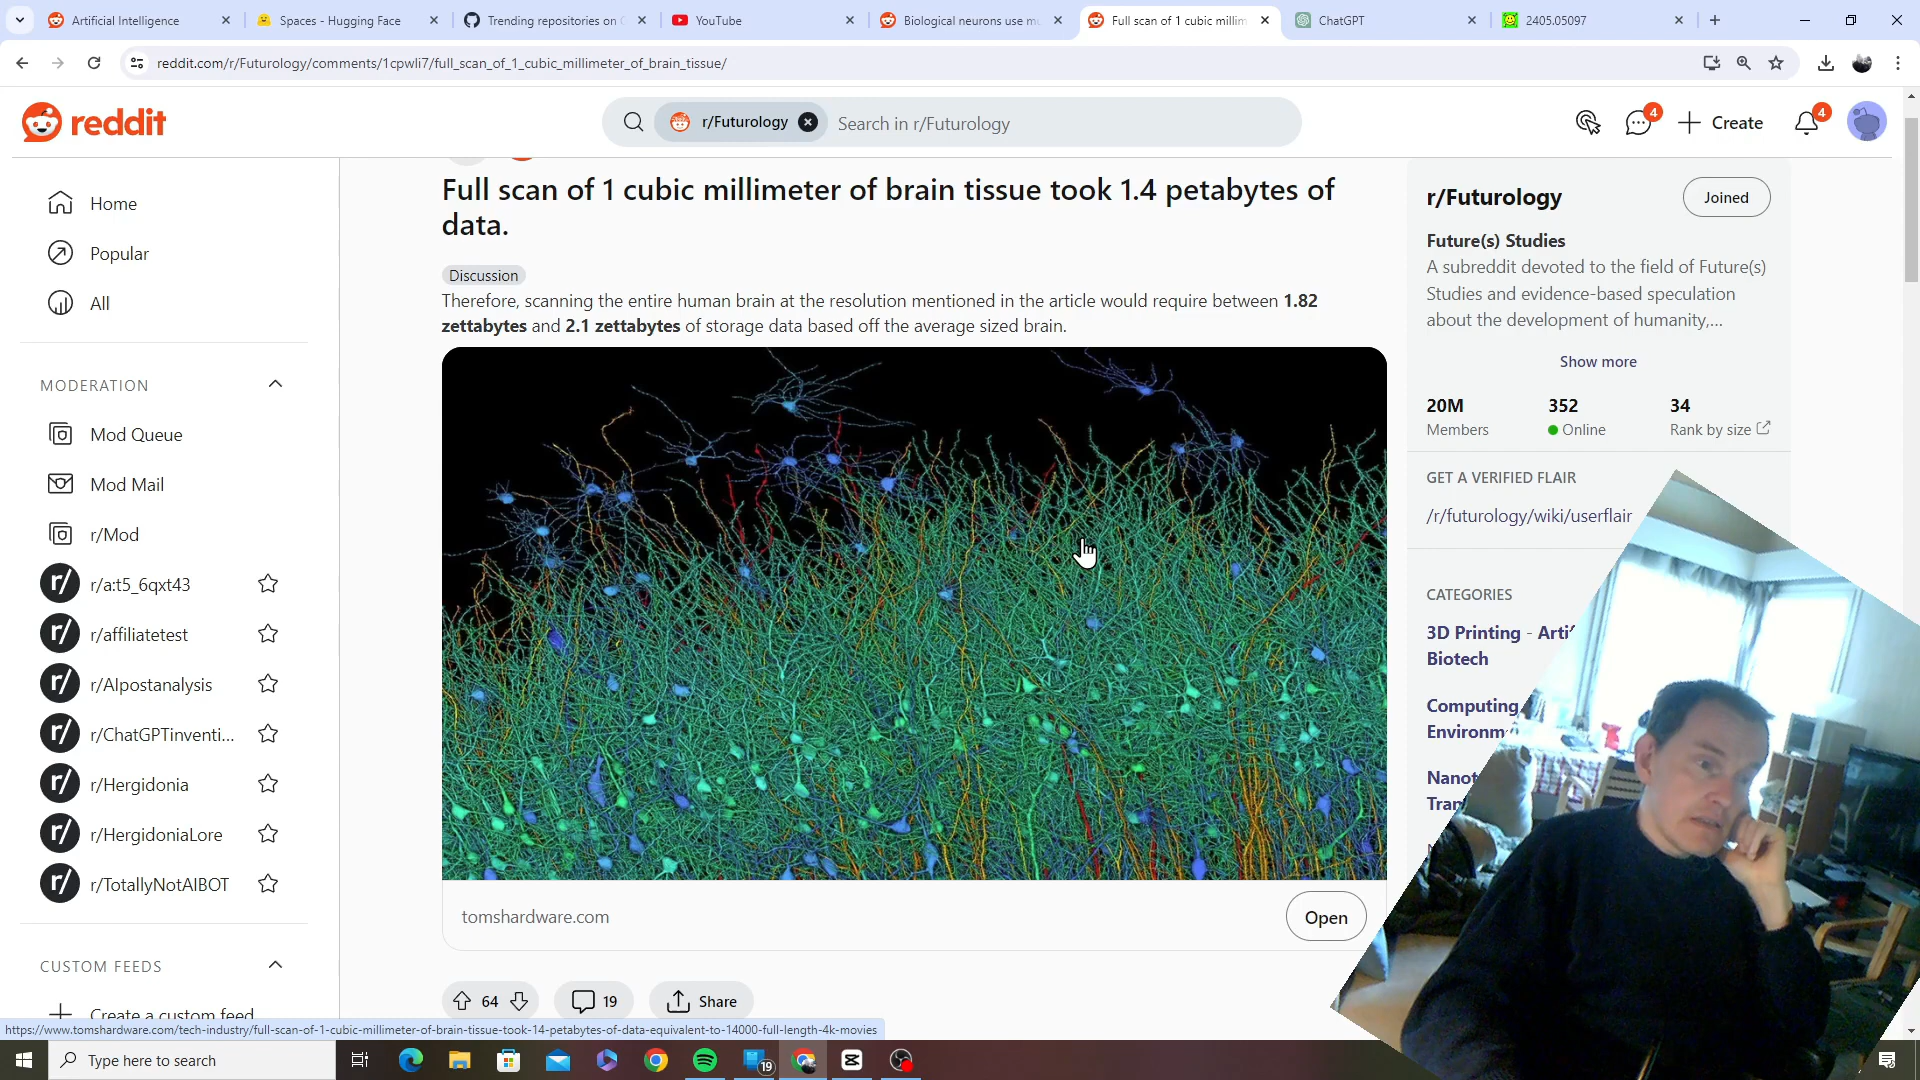 Artificial Intelligence
Spaces - Hugging Face
Trending repositories on
YouTube
Biological neurons use mu
Full scan of 1 cubic millim
ChatGPT
2405.05097
reddit.com/r/Futurology/comments/1cpwli7/full_scan_of_1_cubic_millimeter_of_brain_tissue/
reddit
r/Futurology
Search in r/Futurology
4
Create
4
Home
Popular
All
MODERATION
Mod Queue
Mod Mail
r/Mod
r/ r/a:t5_6qxt43
r/ r/affiliatetest
r/ r/AIpostanalysis
r/ r/ChatGPTinventi...
r/ r/Hergidonia
r/ r/HergidoniaLore
r/ r/TotallyNotAIBOT
CUSTOM FEEDS
Create a custom feed
Full scan of 1 cubic millimeter of brain tissue took 1.4 petabytes of
data.
Discussion
Therefore, scanning the entire human brain at the resolution mentioned in the article would require between 1.82
zettabytes and 2.1 zettabytes of storage data based off the average sized brain.
tomshardware.com
Open
64
19
Share
r/Futurology
Joined
Future(s) Studies
A subreddit devoted to the field of Future(s)
Studies and evidence-based speculation
about the development of humanity,...
Show more
20M
352
34
Members
Online
Rank by size
GET A VERIFIED FLAIR
/r/futurology/wiki/userflair
CATEGORIES
3D Printing - Artif
Biotech
Computing
Environm
Nanot
Tran
https://www.tomshardware.com/tech-industry/full-scan-of-1-cubic-millimeter-of-brain-tissue-took-14-petabytes-of-data-equivalent-to-14000-full-length-4k-movies
Type here to search
19